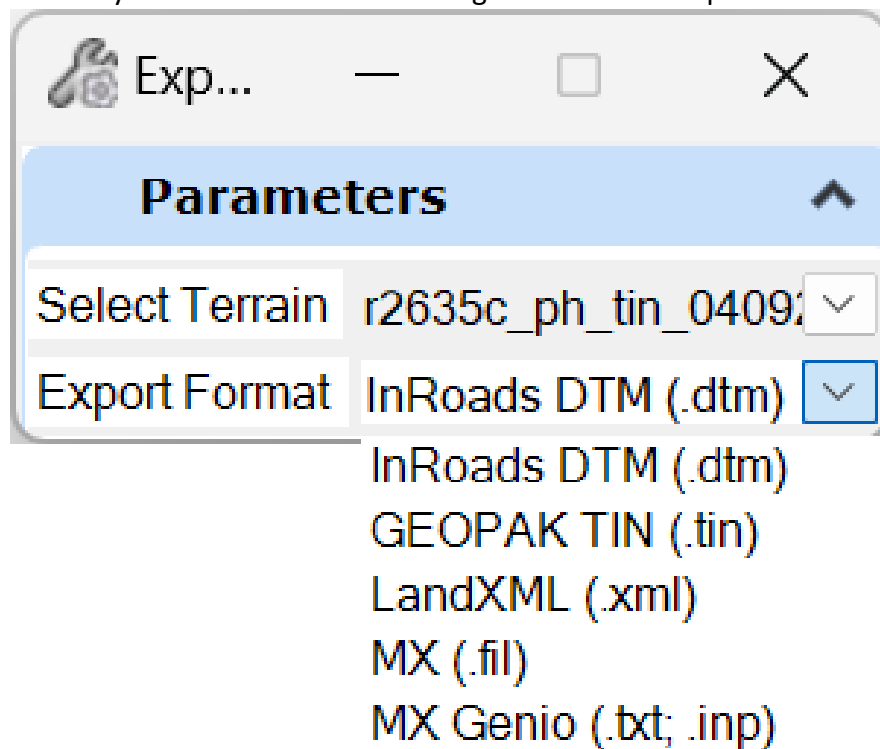 Exp...
Parameters
Select Terrain r2635c_ph_tin_0409
Export Format InRoads DTM (.dtm)
InRoads DTM (.dtm)
GEOPAK TIN (.tin)
LandXML (.xml)
MX (.fil)
MX Genio (.txt; .inp)